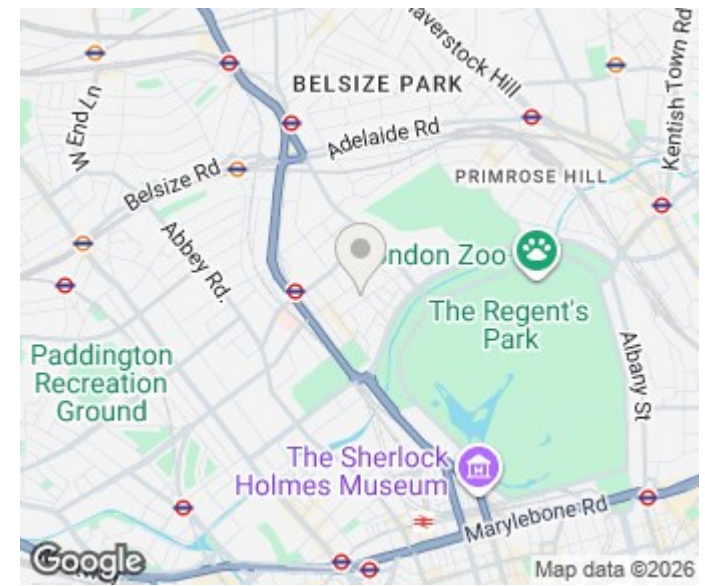 averstock Hill
BELSIZE PARK
Kentish Town Rd
W End Ln
Adelaide Rd
Belsize Rd
PRIMROSE HILL
Abbey Rd.
ndon Zoo
The Regent's
Park
Albany St
Paddington
Recreation
Ground
The Sherlock
Holmes Museum
Marylebone Rd
Google
Map data ©2026